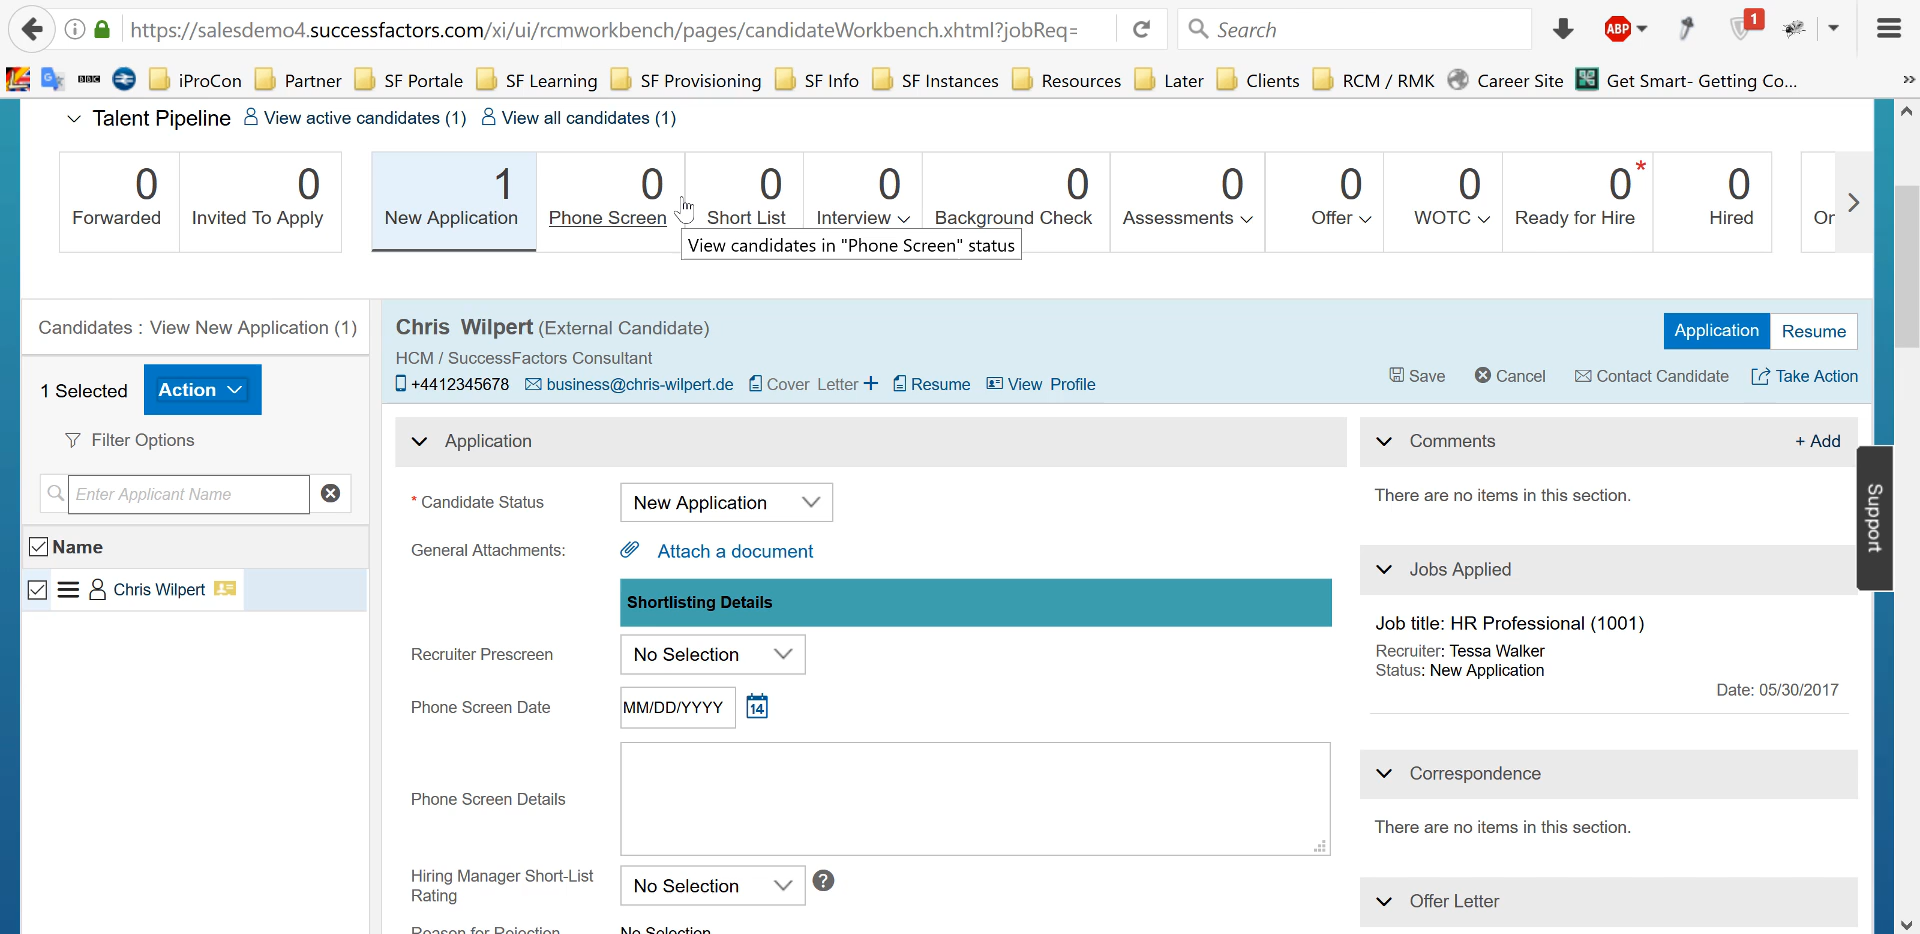 https://salesdemo4.successfactors.com/xi/ui/rcmworkbench/pages/candidateWorkbench.xhtml?jobReq=
Search
ABP
1
BBC
iProCon
Partner
SF Portale
SF Learning
SF Provisioning
SF Info
SF Instances
Resources
Later
Clients
RCM / RMK
Career Site
Get Smart- Getting Co...
Talent Pipeline
View active candidates (1)
View all candidates (1)
0 Forwarded
0 Invited To Apply
1 New Application
0 Phone Screen
0 Short List
0 Interview
0 Background Check
0 Assessments
0 Offer
0 WOTC
0* Ready for Hire
0 Hired
Or
View candidates in "Phone Screen" status
Candidates : View New Application (1)
1 Selected
Action
Filter Options
Enter Applicant Name
Name
Chris Wilpert
Chris Wilpert (External Candidate)
HCM / SuccessFactors Consultant
+4412345678 business@chris-wilpert.de Cover Letter + Resume View Profile
Application Resume
Save Cancel Contact Candidate Take Action
Application
* Candidate Status New Application
General Attachments: Attach a document
Shortlisting Details
Recruiter Prescreen No Selection
Phone Screen Date MM/DD/YYYY 14
Phone Screen Details
Hiring Manager Short-List
Rating
No Selection ?
Reason for Rejection No Selection
Comments + Add
There are no items in this section.
Jobs Applied
Job title: HR Professional (1001)
Recruiter: Tessa Walker
Status: New Application
Date: 05/30/2017
Correspondence
There are no items in this section.
Offer Letter
Support